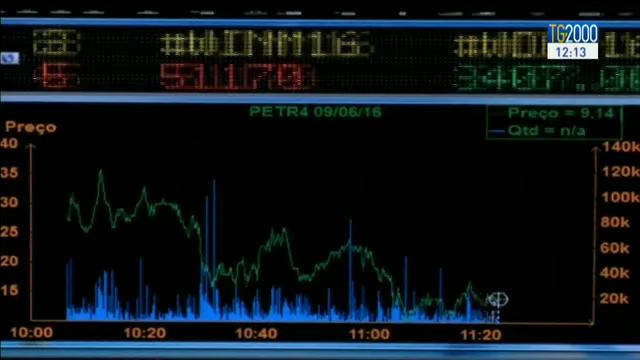 TG2000
12:13
#WINM16
51170
PETR4 09/06/16
Preço = 9,14
Qtd = n/a
Preço
40
35
30
25
20
15
140k
120k
100k
80k
60k
40k
20k
10:00
10:20
10:40
11:00
11:20